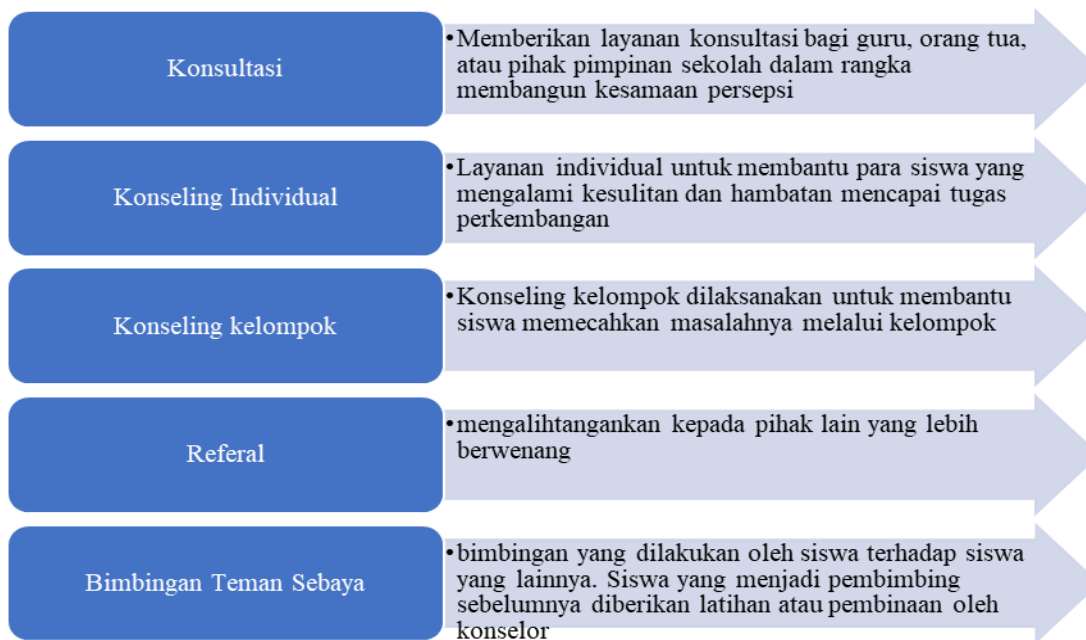 Konsultasi
•Memberikan layanan konsultasi bagi guru, orang tua,
atau pihak pimpinan sekolah dalam rangka
membangun kesamaan persepsi
Konseling Individual
•Layanan individual untuk membantu para siswa yang
mengalami kesulitan dan hambatan mencapai tugas
perkembangan
Konseling kelompok
•Konseling kelompok dilaksanakan untuk membantu
siswa memecahkan masalahnya melalui kelompok
Referal
•mengalihtangankan kepada pihak lain yang lebih
berwenang
Bimbingan Teman Sebaya
•bimbingan yang dilakukan oleh siswa terhadap siswa
yang lainnya. Siswa yang menjadi pembimbing
sebelumnya diberikan latihan atau pembinaan oleh
konselor